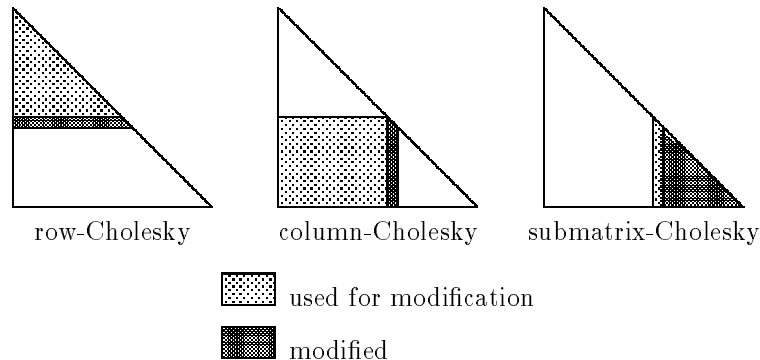 row-Cholesky
column-Cholesky
submatrix-Cholesky
used for modification
modified